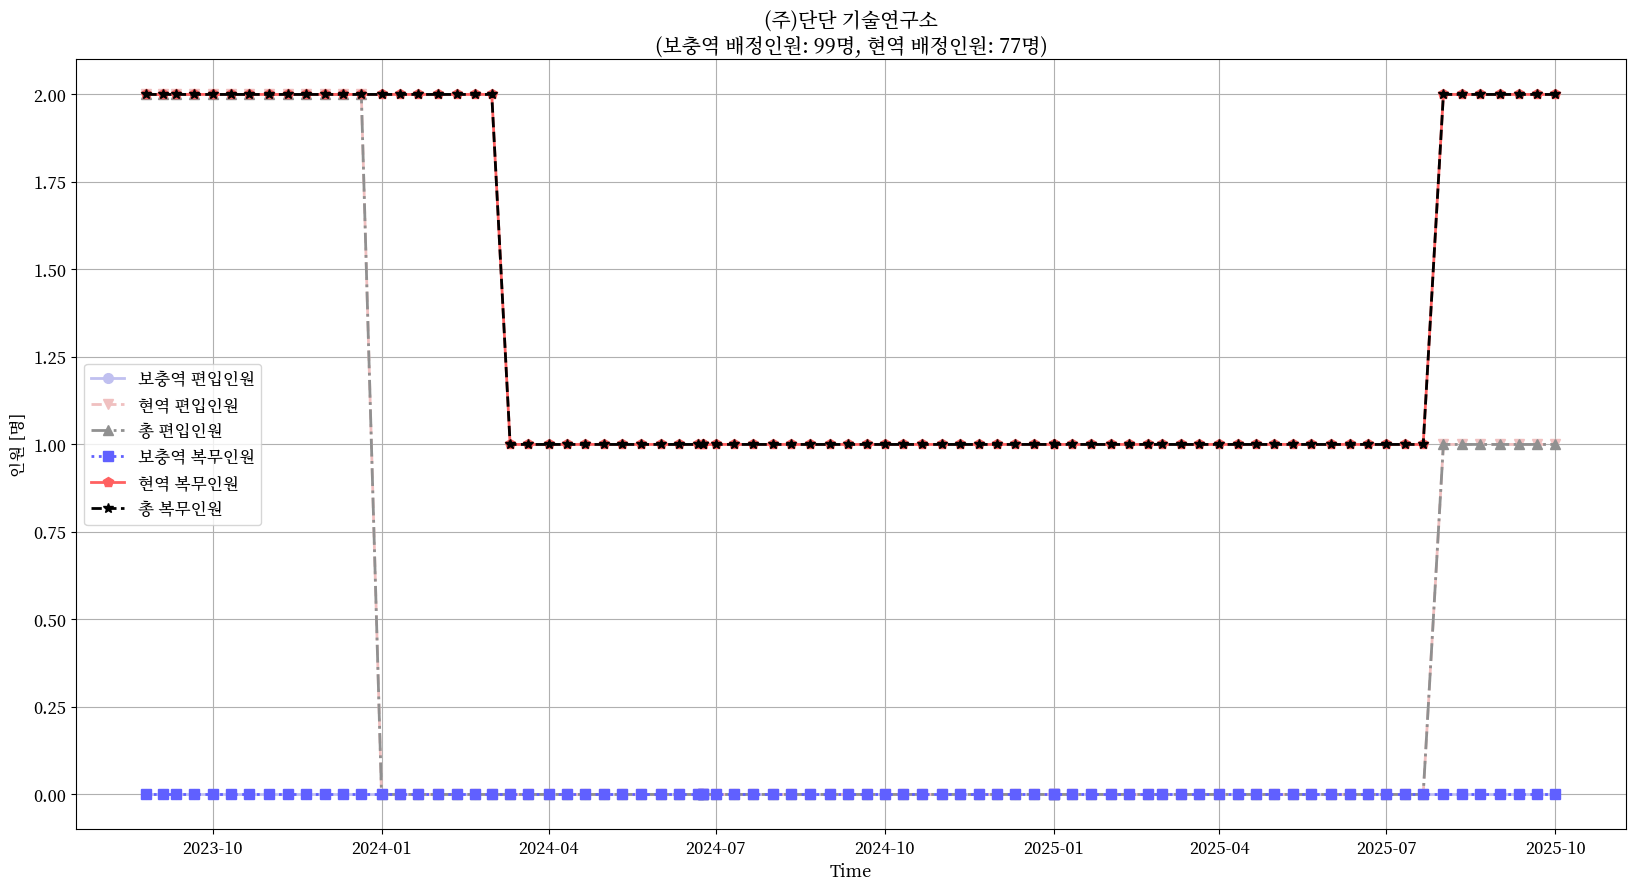 (주)단단 기술연구소
(보충역 배정인원: 99명, 현역 배정인원: 77명)
인원 [명]
2.00
1.75
1.50
1.25
1.00
0.75
0.50
0.25
0.00
보충역 편입인원
현역 편입인원
총 편입인원
보충역 복무인원
현역 복무인원
총 복무인원
2023-10
2024-01
2024-04
2024-07
2024-10
2025-01
2025-04
2025-07
2025-10
Time